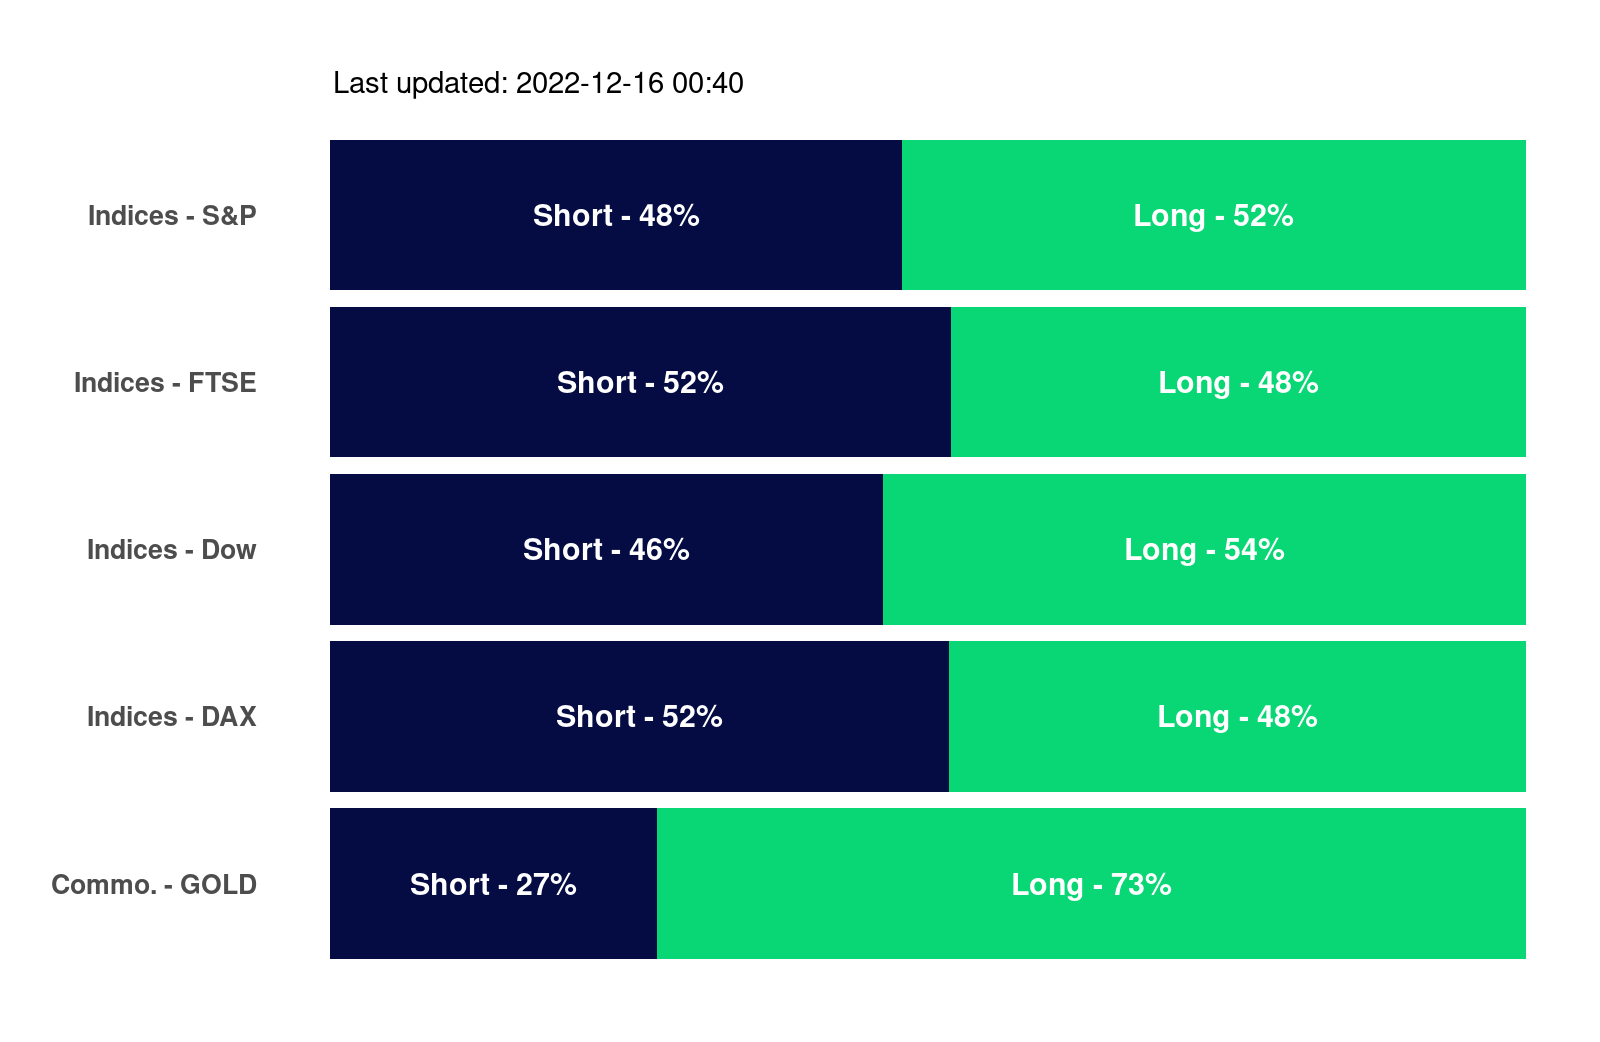 Last updated: 2022-12-16 00:40
Indices - S&P Short - 48% Long - 52%
Indices - FTSE Short - 52% Long - 48%
Indices - Dow Short - 46% Long - 54%
Indices - DAX Short - 52% Long - 48%
Commo. - GOLD Short - 27% Long - 73%